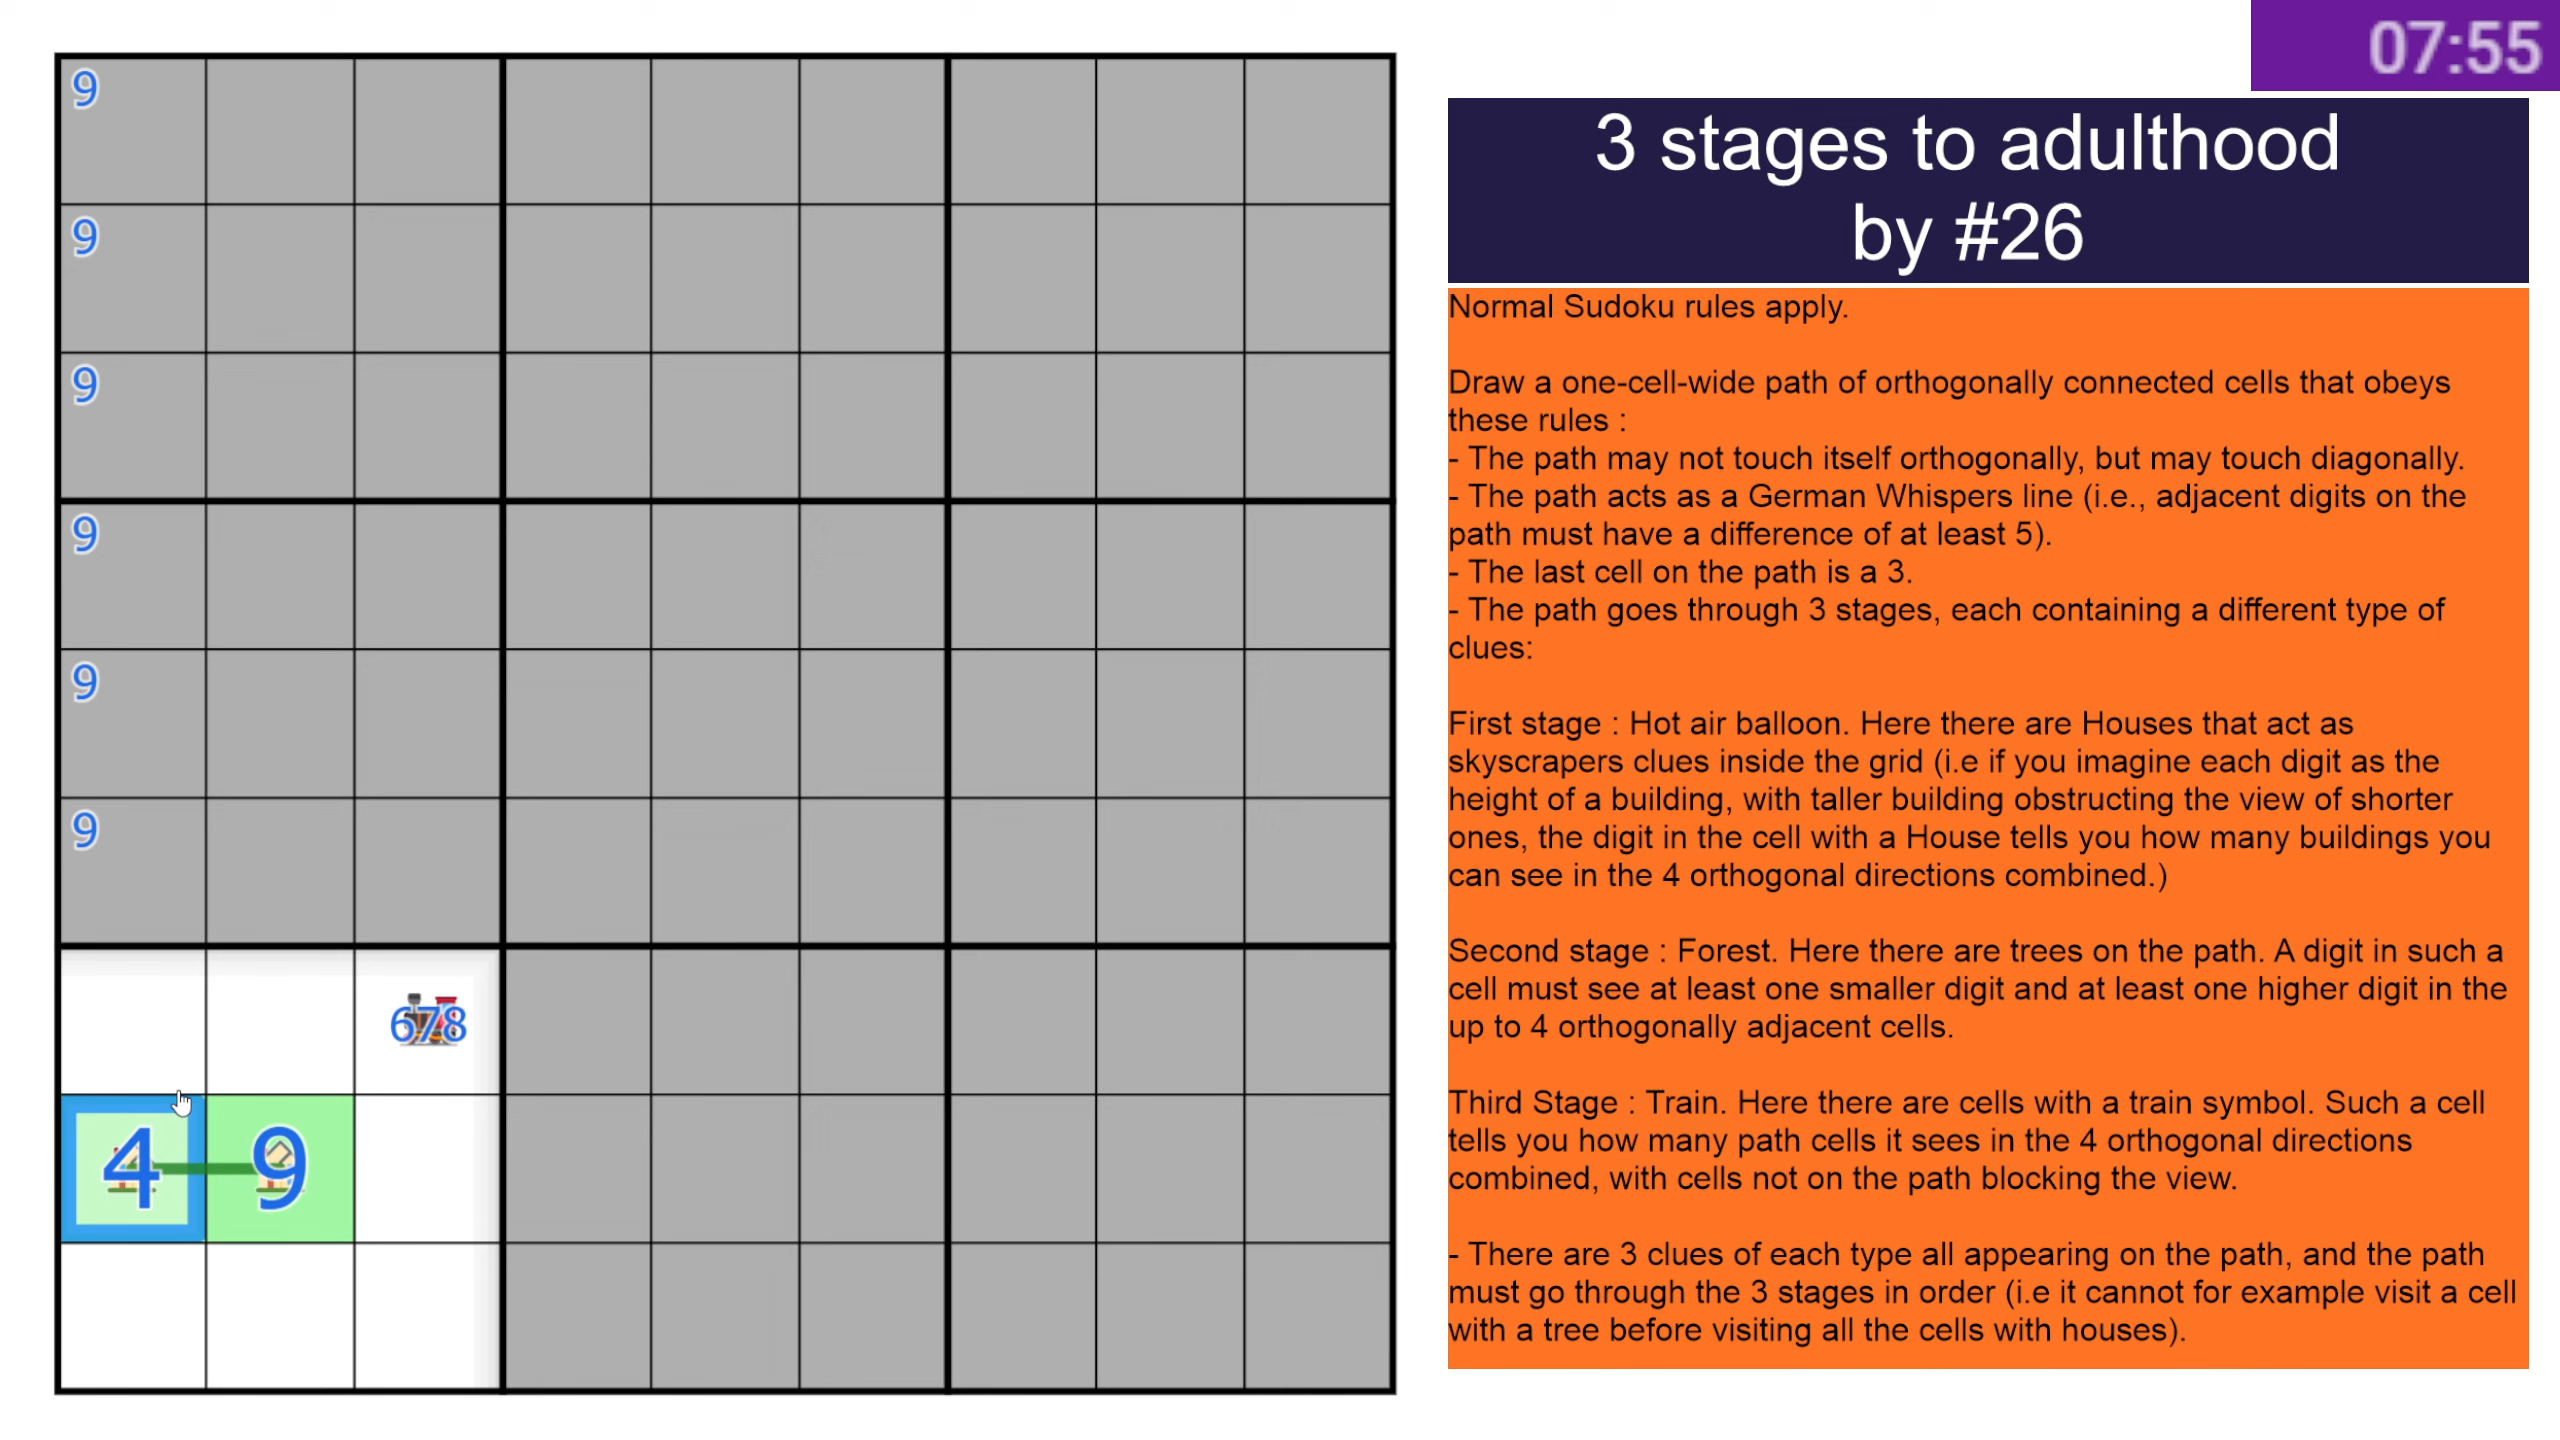 07:55
3 stages to adulthood
by #26
Normal Sudoku rules apply.
Draw a one-cell-wide path of orthogonally connected cells that obeys
these rules :
- The path may not touch itself orthogonally, but may touch diagonally.
- The path acts as a German Whispers line (i.e., adjacent digits on the
path must have a difference of at least 5).
- The last cell on the path is a 3.
- The path goes through 3 stages, each containing a different type of
clues:
First stage : Hot air balloon. Here there are Houses that act as
skyscrapers clues inside the grid (i.e if you imagine each digit as the
height of a building, with taller building obstructing the view of shorter
ones, the digit in the cell with a House tells you how many buildings you
can see in the 4 orthogonal directions combined.)
Second stage : Forest. Here there are trees on the path. A digit in such a
cell must see at least one smaller digit and at least one higher digit in the
up to 4 orthogonally adjacent cells.
Third Stage : Train. Here there are cells with a train symbol. Such a cell
tells you how many path cells it sees in the 4 orthogonal directions
combined, with cells not on the path blocking the view.
- There are 3 clues of each type all appearing on the path, and the path
must go through the 3 stages in order (i.e it cannot for example visit a cell
with a tree before visiting all the cells with houses).
9
9
9
9
9
9
678
4 9